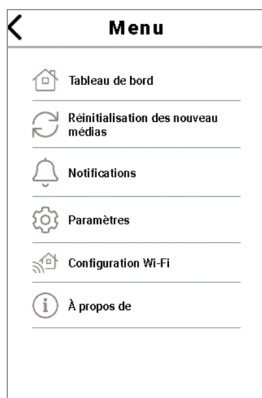 Menu
Tableau de bord
Réinitialisation des nouveau
médias
Notifications
Paramètres
Configuration Wi-Fi
À propos de